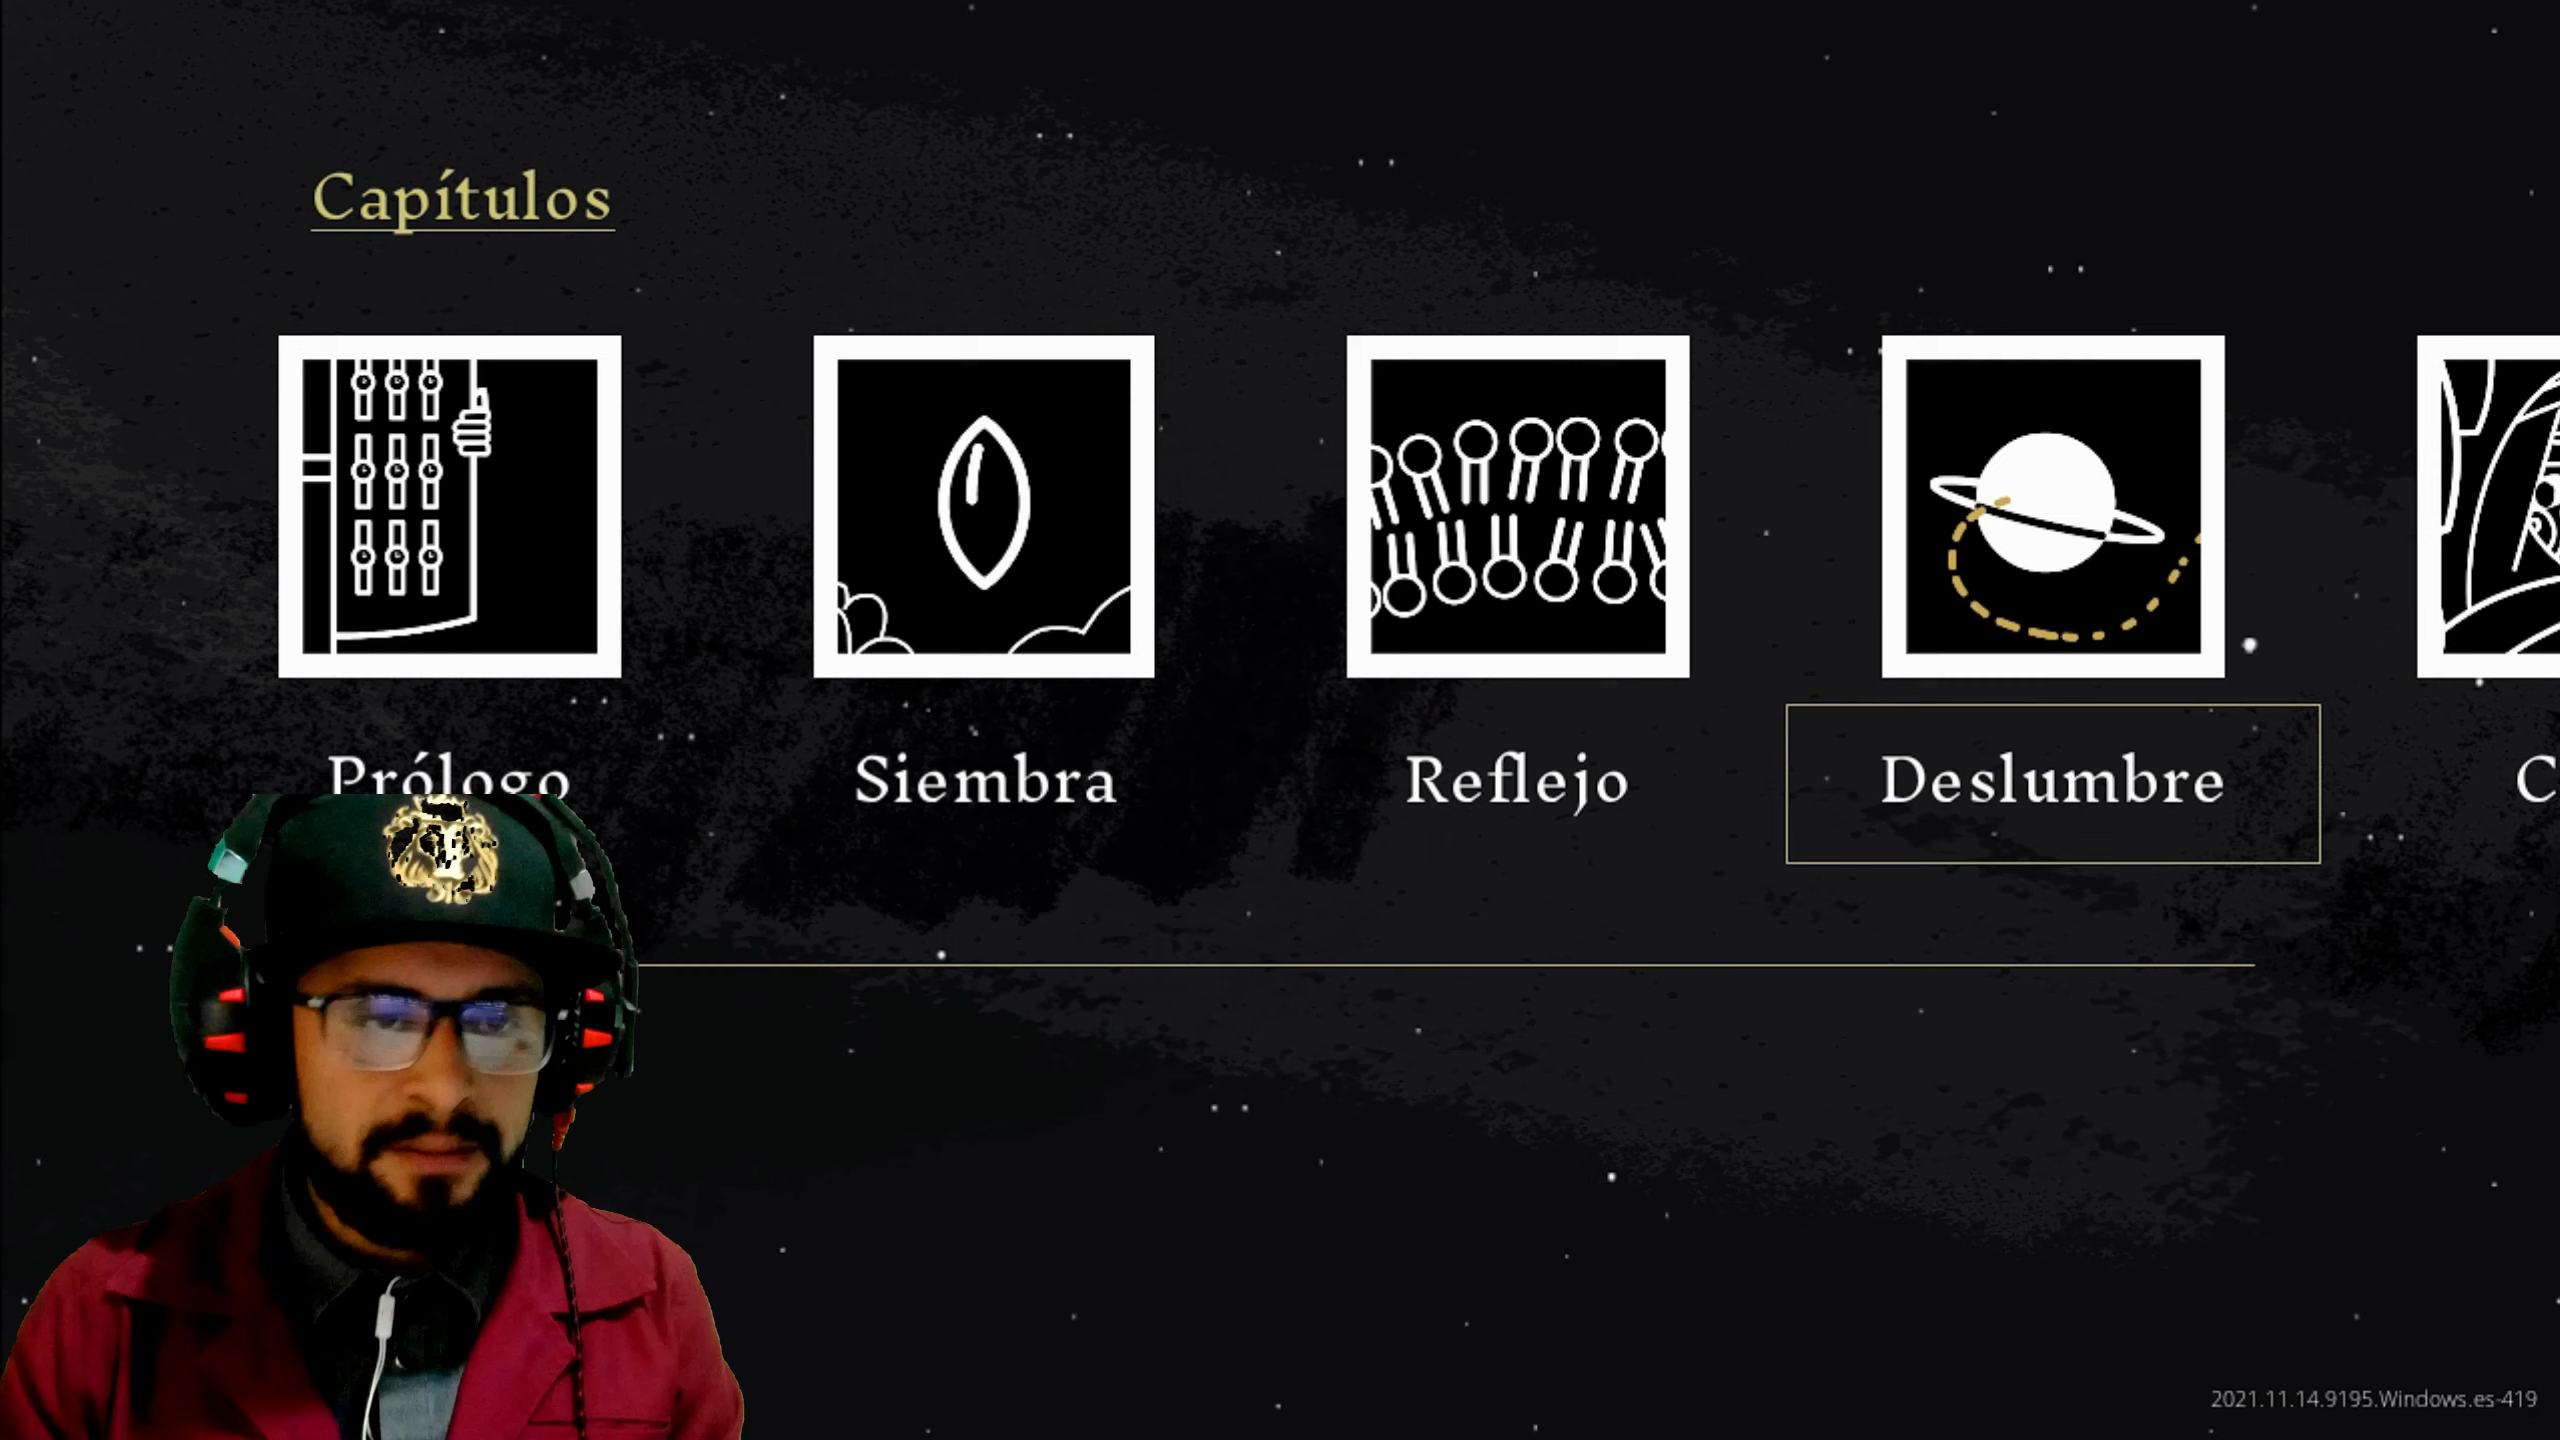 Capítulos
Prólogo
Siembra
Reflejo
Deslumbre
C
2021.11.14.9195.Windows.es-419